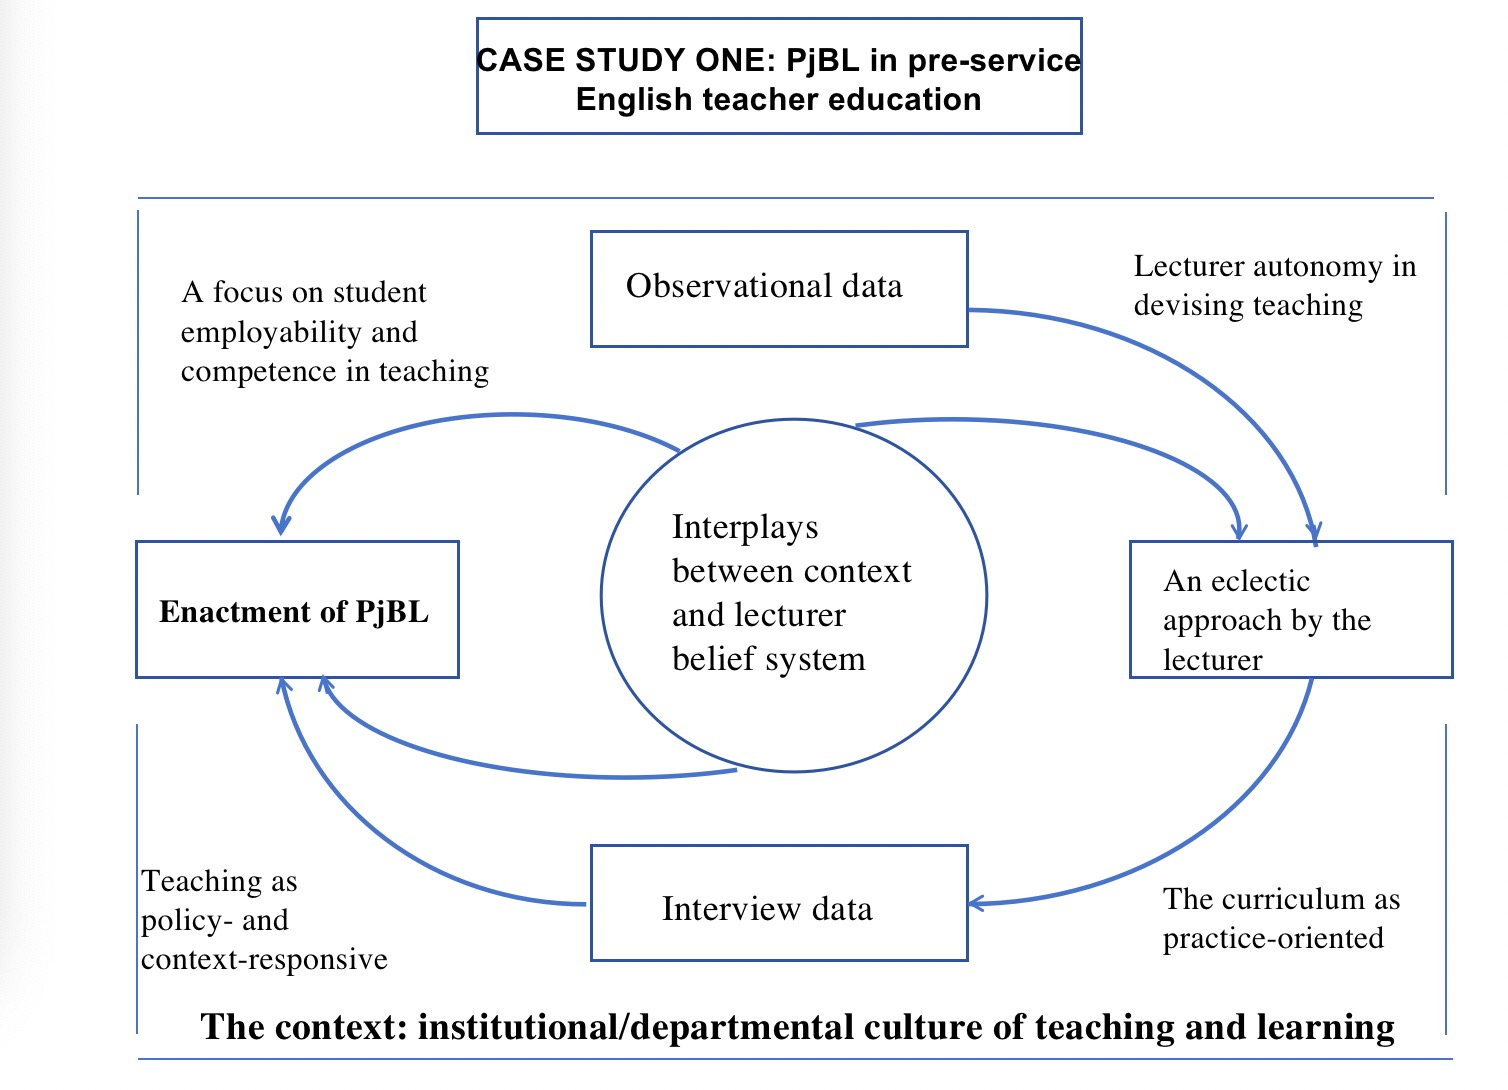 CASE STUDY ONE: PjBL in pre-service
English teacher education
Observational data
Lecturer autonomy in
devising teaching
A focus on student
employability and
competence in teaching
Interplays
between context
and lecturer
belief system
Enactment of PjBL
An eclectic
approach by the
lecturer
Teaching as
policy- and
context-responsive
Interview data
The curriculum as
practice-oriented
The context: institutional/departmental culture of teaching and learning